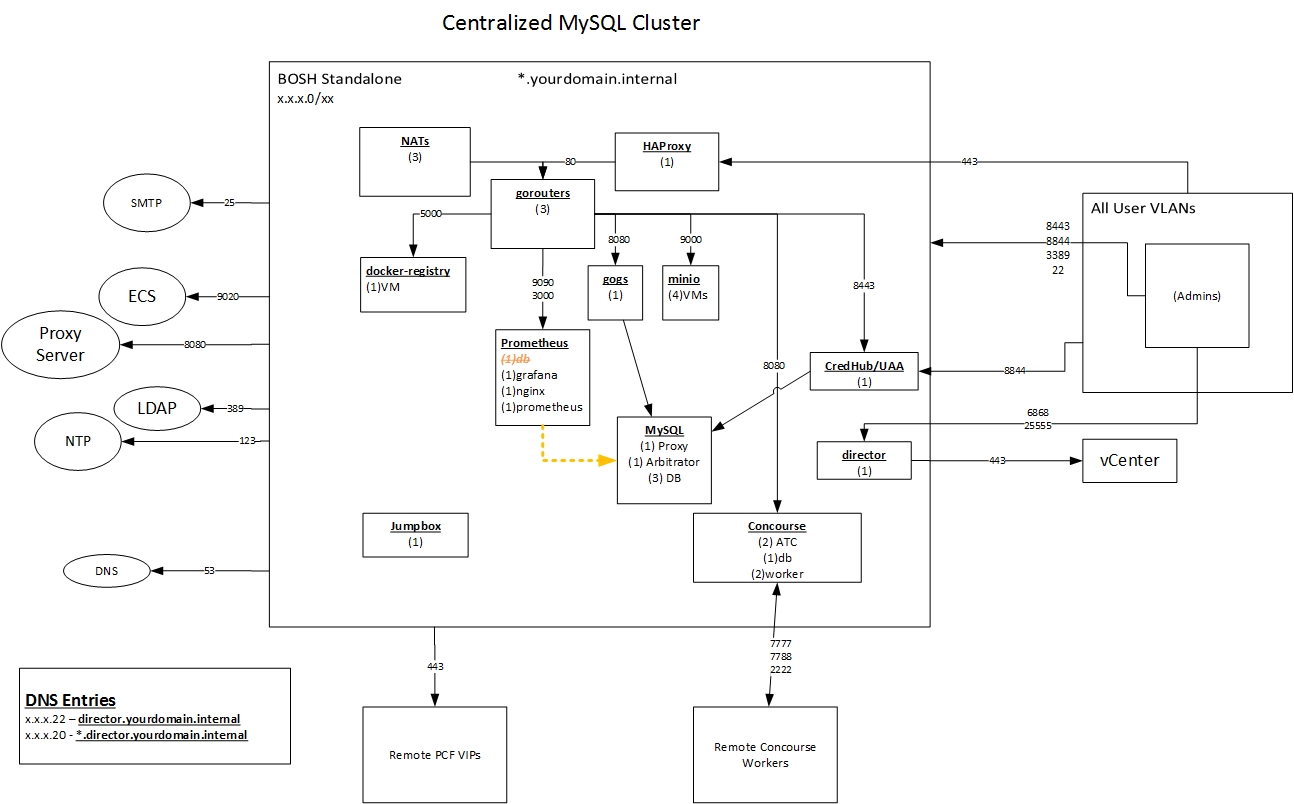 Centralized MySQL Cluster
BOSH Standalone
*.yourdomain.internal
x.x.x.0/xx
NATs
(3)
80
HAProxy
(1)
443
gorouters
(3)
5000
8080
9000
9090
3000
8443
8080
docker-registry
(1)VM
gogs
(1)
minio
(4)VMs
Prometheus
(1)db
(1)grafana
(1)nginx
(1)prometheus
CredHub/UAA
(1)
MySQL
(1) Proxy
(1) Arbitrator
(3) DB
director
(1)
Jumpbox
(1)
Concourse
(2) ATC
(1)db
(2)worker
SMTP
25
ECS
9020
Proxy
Server
8080
LDAP
389
NTP
123
DNS
53
All User VLANs
(Admins)
8443
8844
3389
22
8844
6868
25555
443
vCenter
443
Remote PCF VIPs
7777
7788
2222
Remote Concourse
Workers
DNS Entries
x.x.x.22 – director.yourdomain.internal
x.x.x.20 - *.director.yourdomain.internal